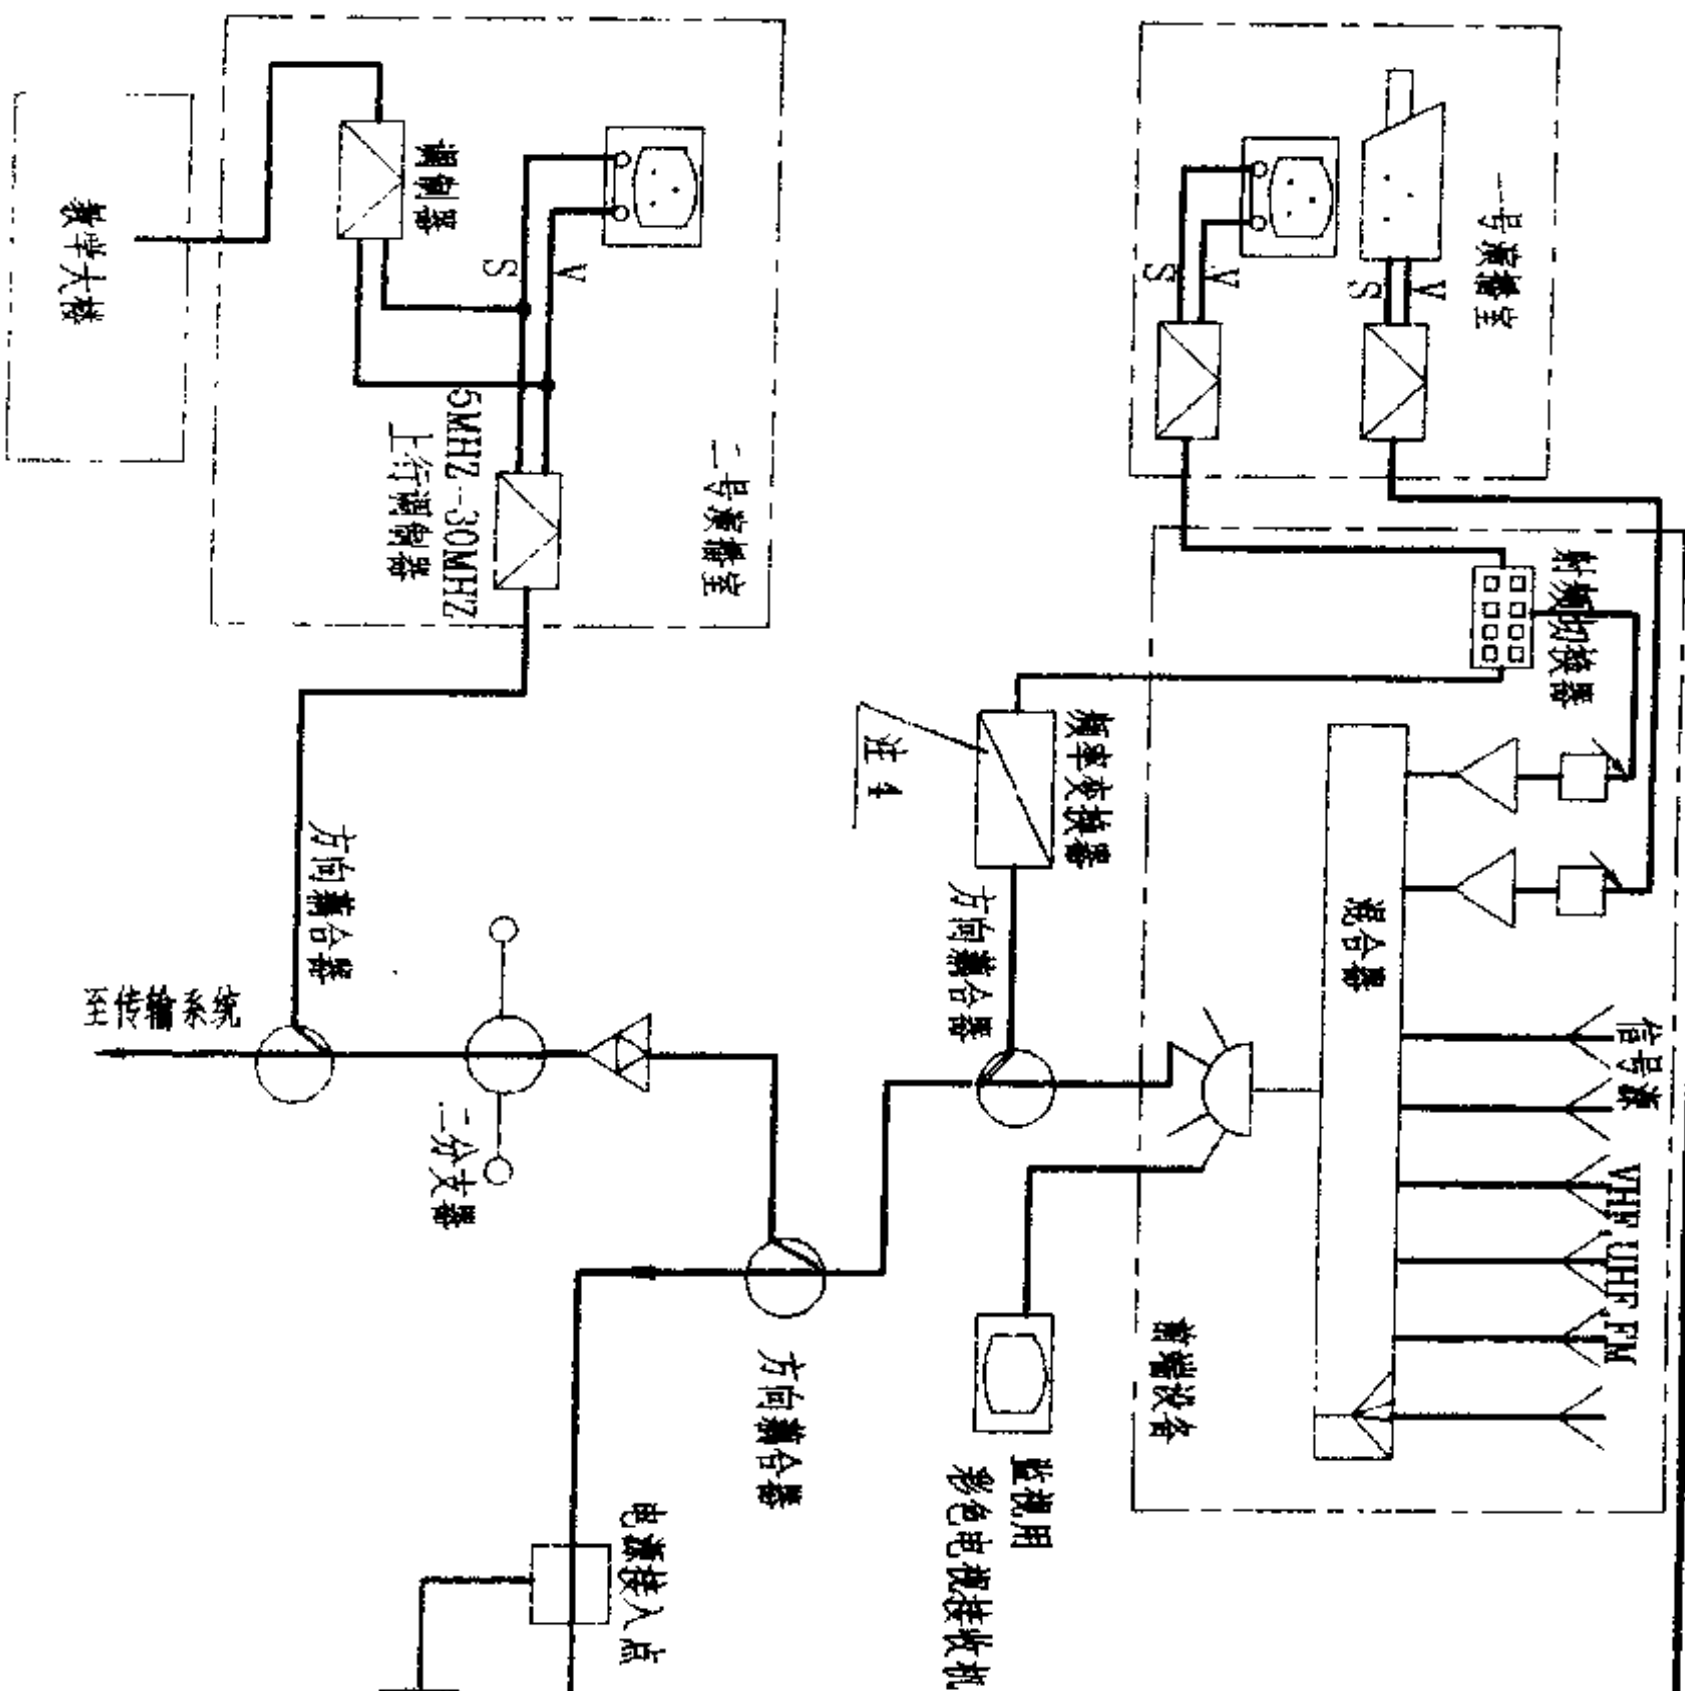 一号演播室
V
S
V
S
射频切换器
信号源
VHF,UHF,FM
混合器
前端设备
频率变换器
注 4
方向耦合器
监视用
彩色电视接收机
二号演播室
V
S
5MHZ-30MHZ
上行调制器
调制器
教学大楼
方向耦合器
电源接入点
二分支器
方向耦合器
至传输系统